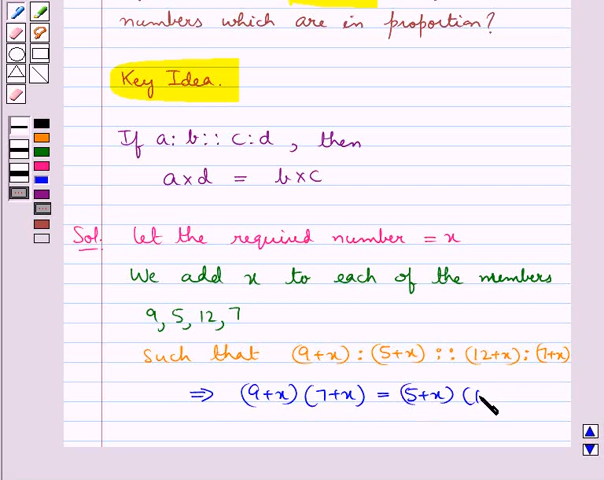 numbers which are in proportion?
Key Idea.
If a:b::c:d, then
a×d = b×c
Sol. Let the required number = x
We add x to each of the numbers
9, 5, 12, 7
such that (9+x) : (5+x) :: (12+x) : (7+x)
⇒ (9+x) (7+x) = (5+x) (1